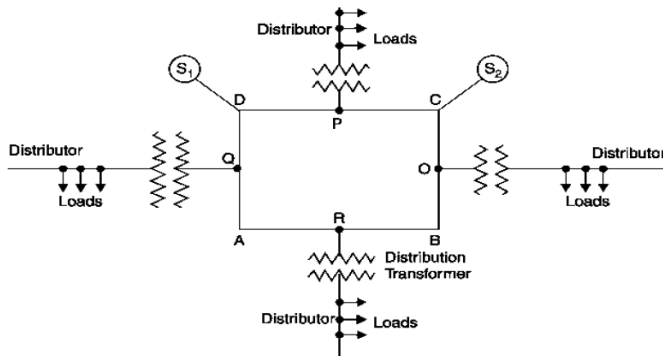 Distributor
Loads
S1
S2
D
P
C
Distributor
Loads
Q
O
Distributor
Loads
A
R
B
Distribution
Transformer
Distributor
Loads